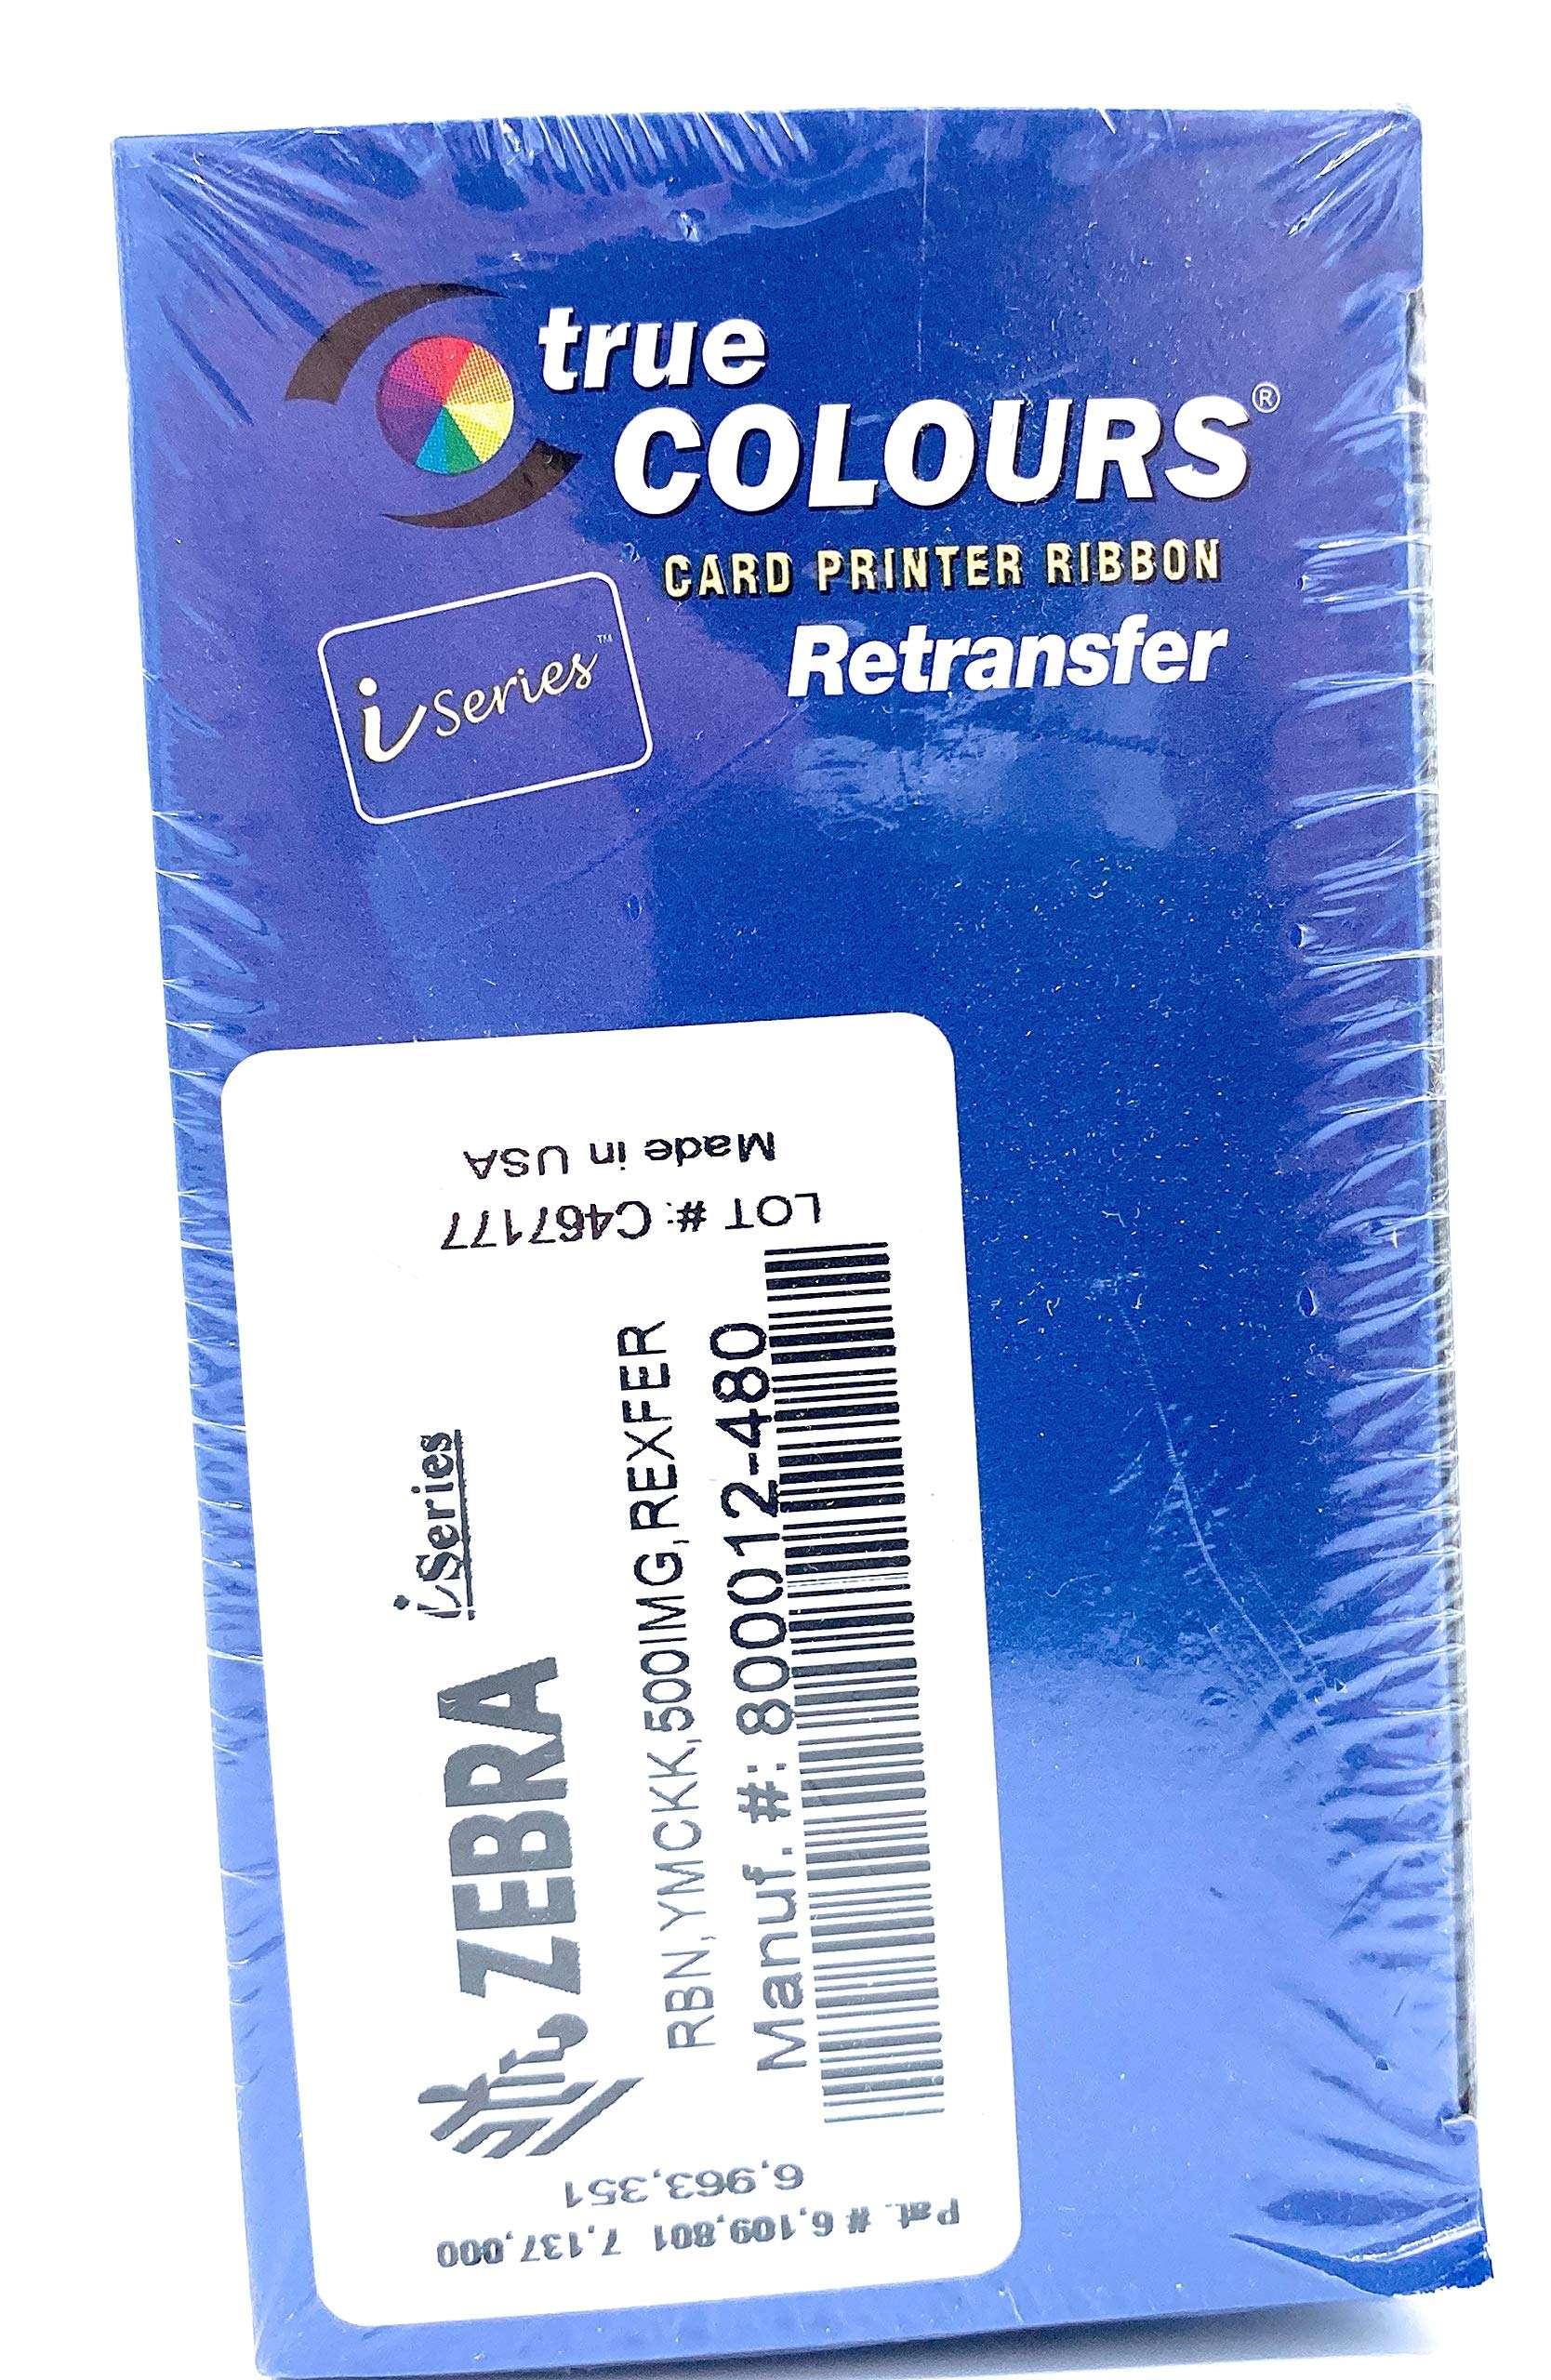 true
COLOURS®
CARD PRINTER RIBBON
Retransfer
i Series™
Made in USA
LOT #: C467177
ZEBRA i Series
RBN,YMCKK,500IMG,REXFER
Manuf. #: 800012-480
Pat. # 6,109,801 7,137,000
6,963,351